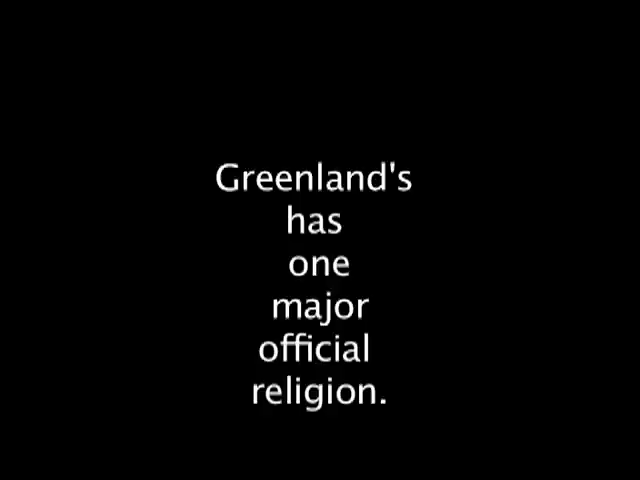 Greenland's
has
one
major
official
religion.